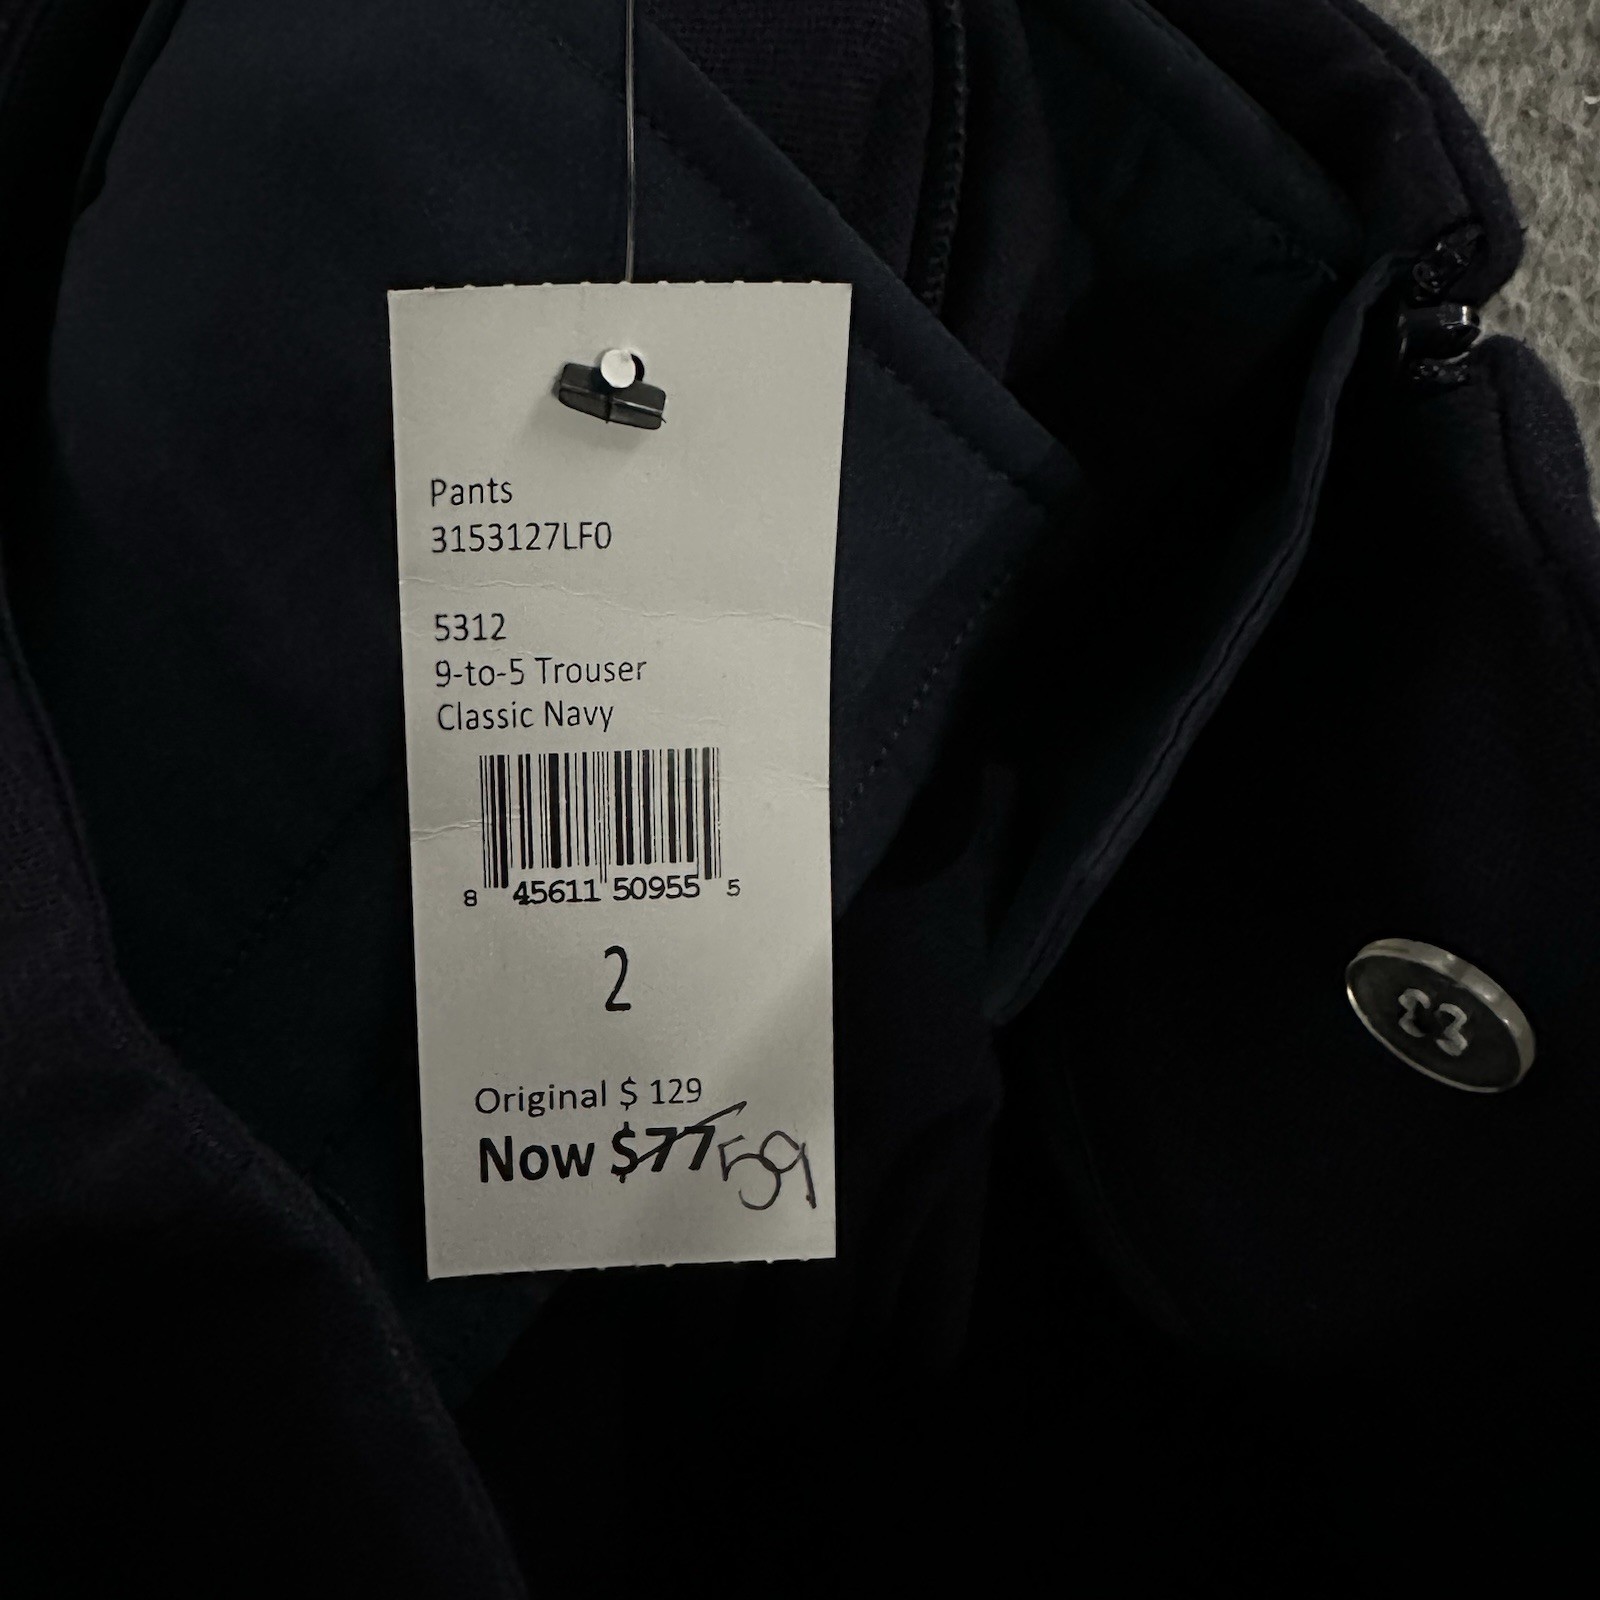 Pants
3153127LF0
5312
9-to-5 Trouser
Classic Navy
8 45611 50955 5
2
Original $ 129
Now $77 59